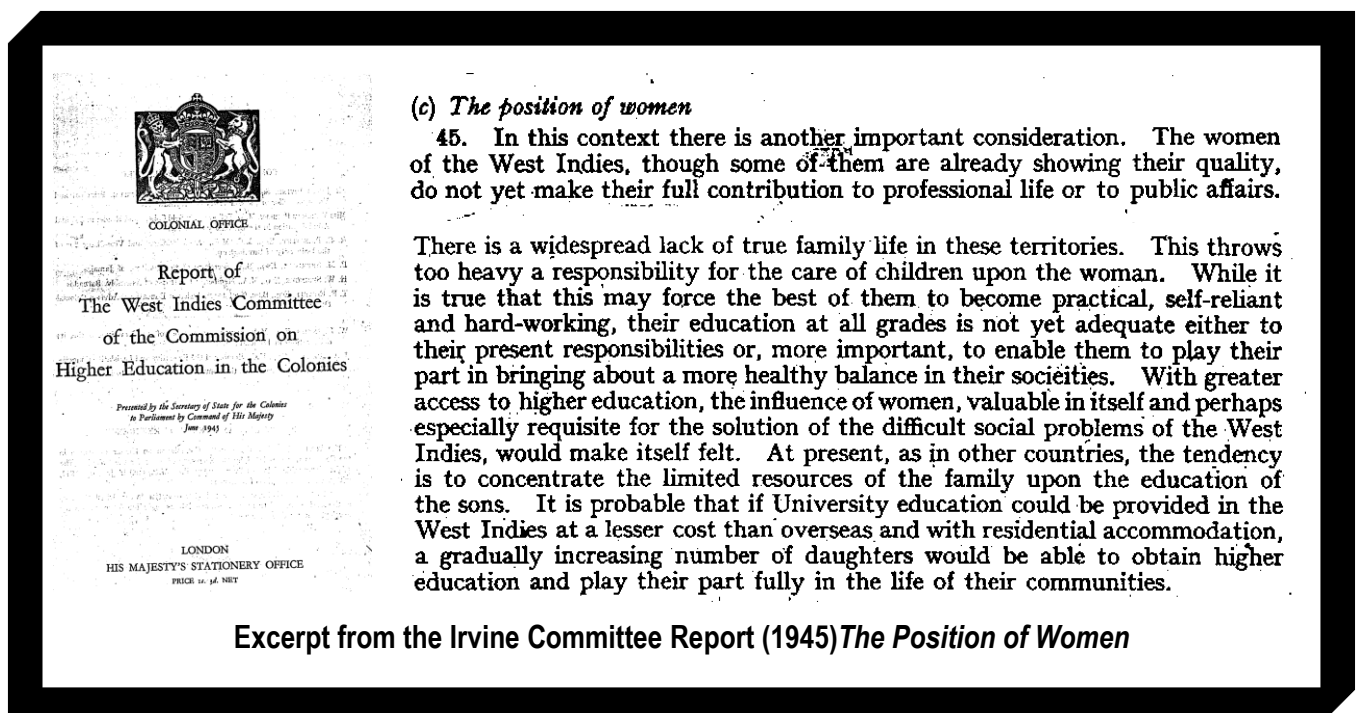 COLONIAL OFFICE
Report of
The West Indies Committee
of the Commission on
Higher Education in the Colonies
Presented by the Secretary of State for the Colonies
to Parliament by Command of His Majesty
June 1945
LONDON
HIS MAJESTY'S STATIONERY OFFICE
PRICE NET
(c) The position of women
45. In this context there is another important consideration. The women
of the West Indies, though some of them are already showing their quality,
do not yet make their full contribution to professional life or to public affairs.
There is a widespread lack of true family life in these territories. This throws
too heavy a responsibility for the care of children upon the woman. While it
is true that this may force the best of them to become practical, self-reliant
and hard-working, their education at all grades is not yet adequate either to
their present responsibilities or, more important, to enable them to play their
part in bringing about a more healthy balance in their socieities. With greater
access to higher education, the influence of women, valuable in itself and perhaps
especially requisite for the solution of the difficult social problems of the West
Indies, would make itself felt. At present, as in other countries, the tendency
is to concentrate the limited resources of the family upon the education of
the sons. It is probable that if University education could be provided in the
West Indies at a lesser cost than overseas and with residential accommodation,
a gradually increasing number of daughters would be able to obtain higher
education and play their part fully in the life of their communities.
Excerpt from the Irvine Committee Report (1945)The Position of Women